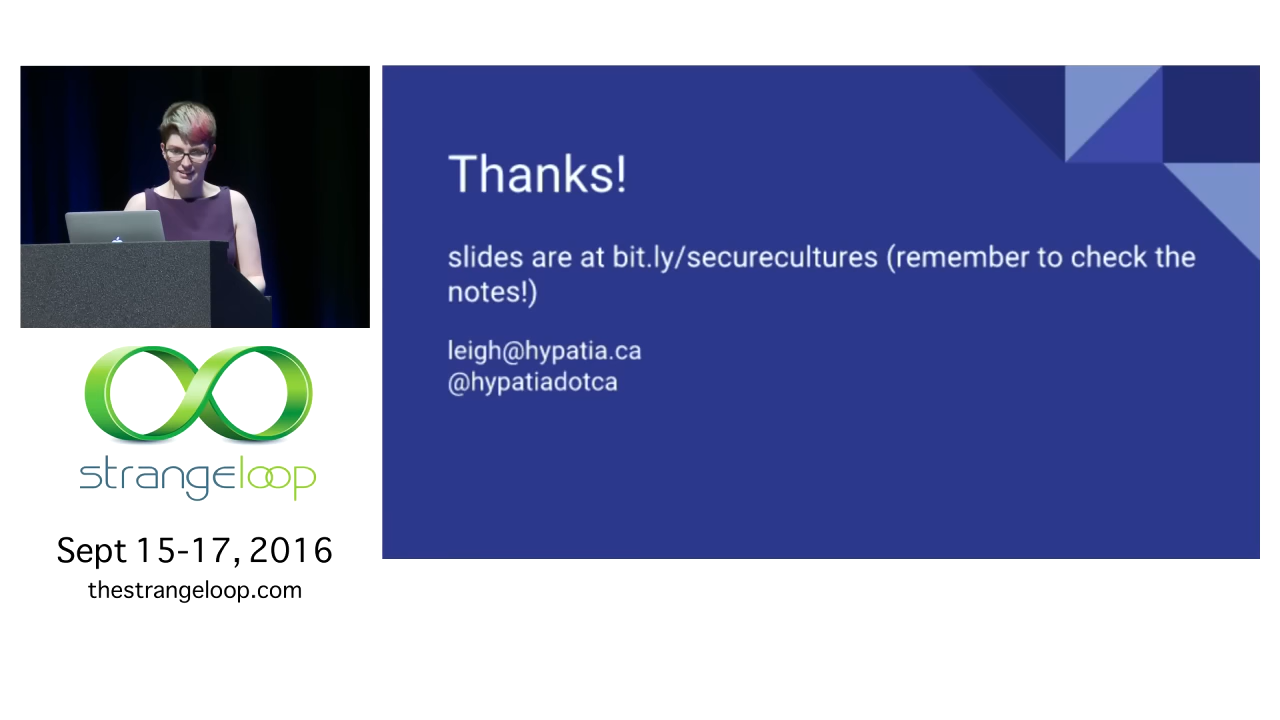 Thanks!
slides are at bit.ly/securecultures (remember to check the
notes!)
leigh@hypatia.ca
@hypatiadotca
strangeloop
Sept 15-17, 2016
thestrangeloop.com